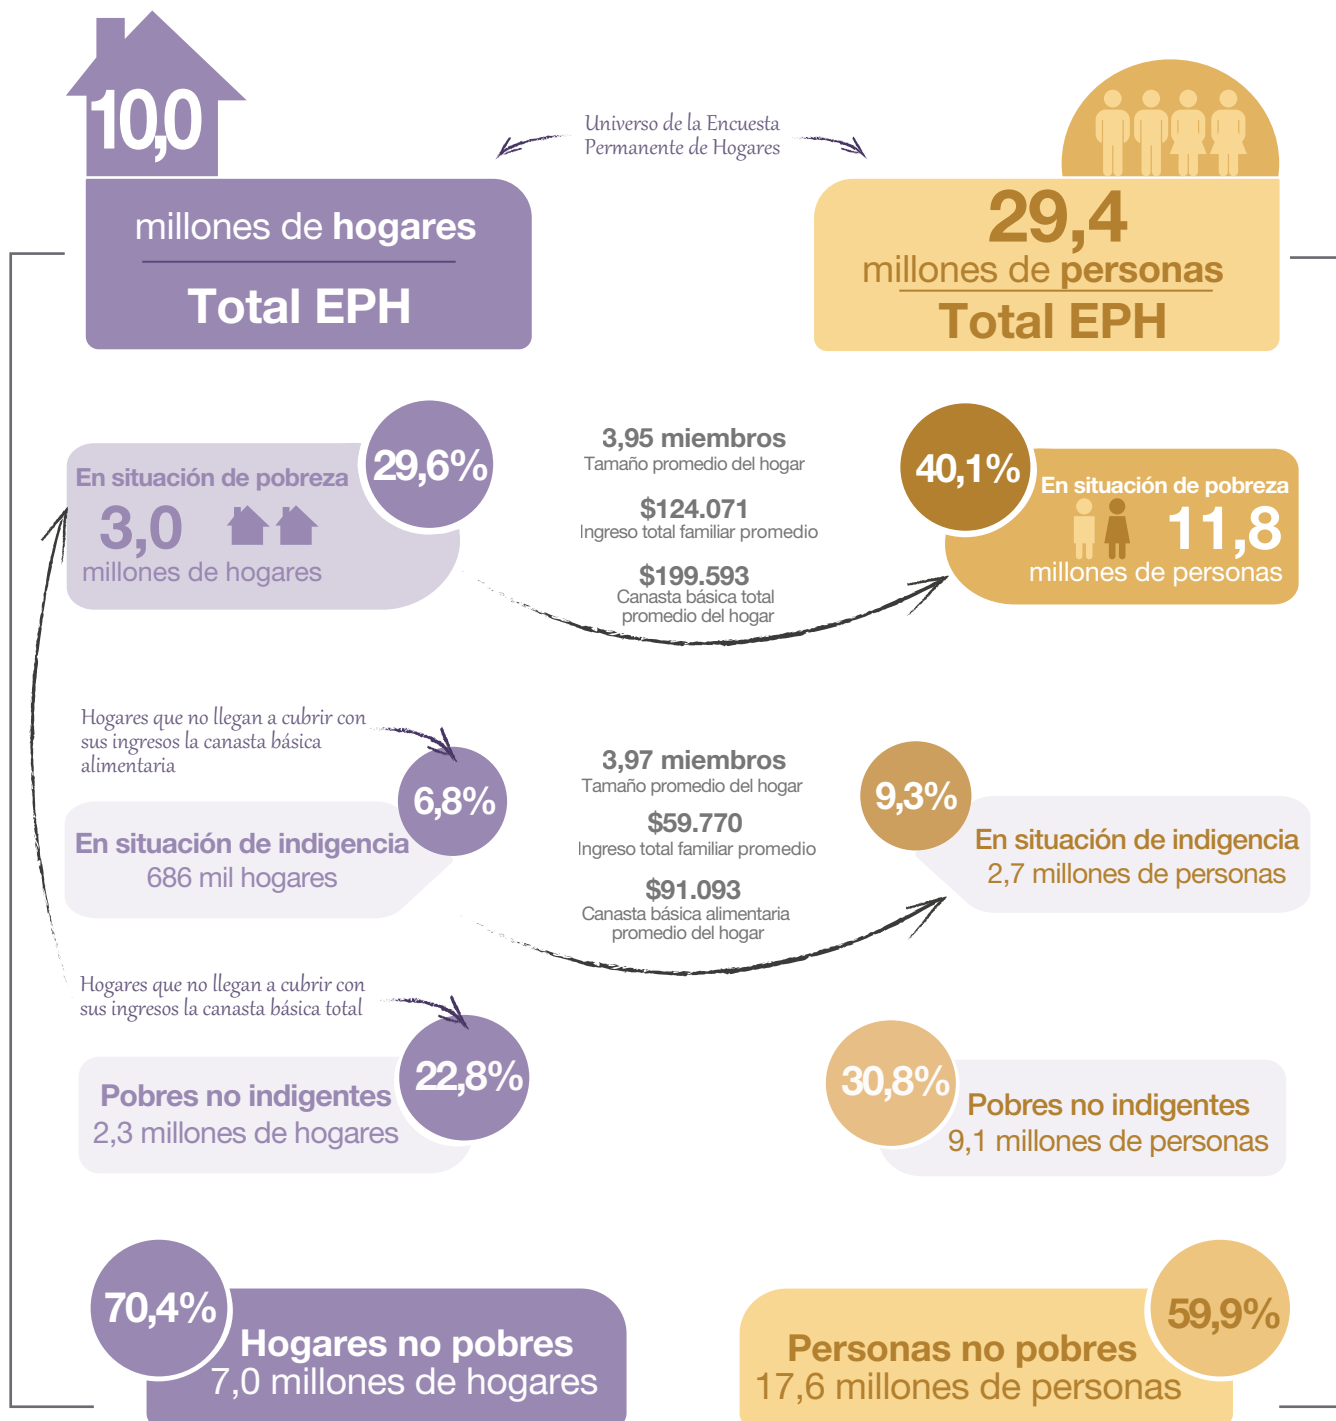 10,0
millones de hogares
Total EPH
Universo de la Encuesta
Permanente de Hogares
29,4
millones de personas
Total EPH
En situación de pobreza
29,6%
3,0
millones de hogares
3,95 miembros
Tamaño promedio del hogar
$124.071
Ingreso total familiar promedio
$199.593
Canasta básica total
promedio del hogar
40,1%
En situación de pobreza
11,8
millones de personas
Hogares que no llegan a cubrir con
sus ingresos la canasta básica
alimentaria
6,8%
En situación de indigencia
686 mil hogares
3,97 miembros
Tamaño promedio del hogar
$59.770
Ingreso total familiar promedio
$91.093
Canasta básica alimentaria
promedio del hogar
9,3%
En situación de indigencia
2,7 millones de personas
Hogares que no llegan a cubrir con
sus ingresos la canasta básica total
22,8%
Pobres no indigentes
2,3 millones de hogares
30,8%
Pobres no indigentes
9,1 millones de personas
70,4%
Hogares no pobres
7,0 millones de hogares
59,9%
Personas no pobres
17,6 millones de personas